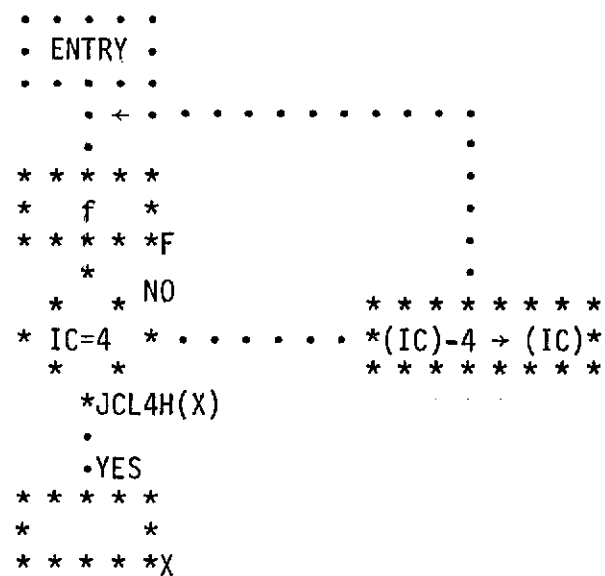 ENTRY
←
f
F
NO
IC=4
(IC)-4 → (IC)
JCL4H(X)
YES
X